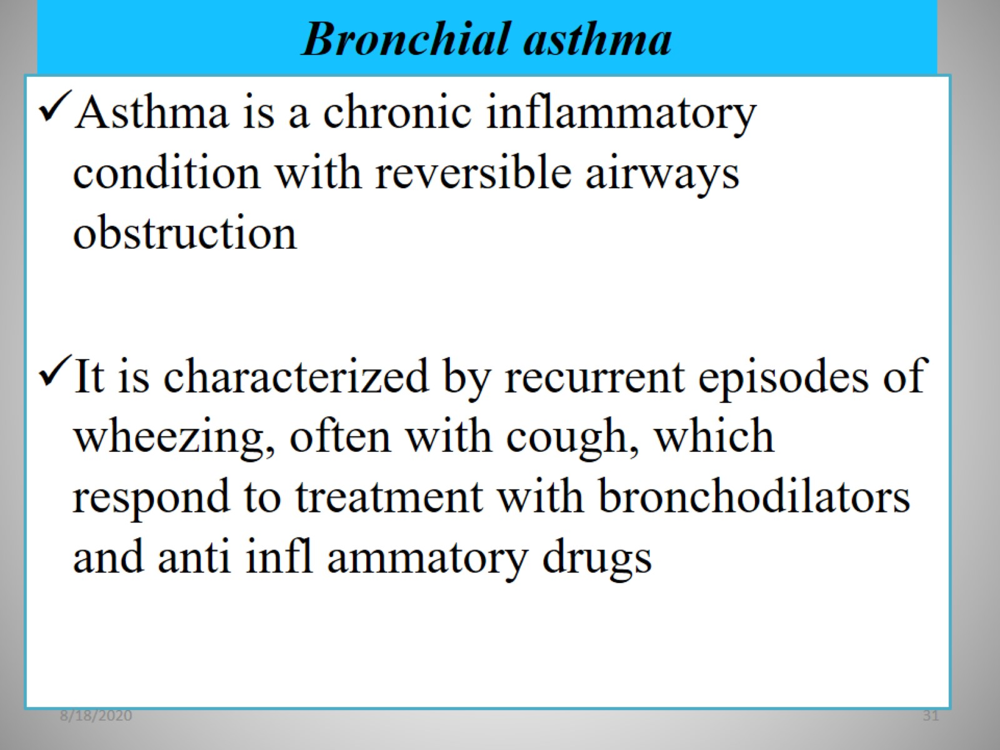 Bronchial asthma
✓Asthma is a chronic inflammatory
condition with reversible airways
obstruction
✓It is characterized by recurrent episodes of
wheezing, often with cough, which
respond to treatment with bronchodilators
and anti infl ammatory drugs
8/18/2020
31